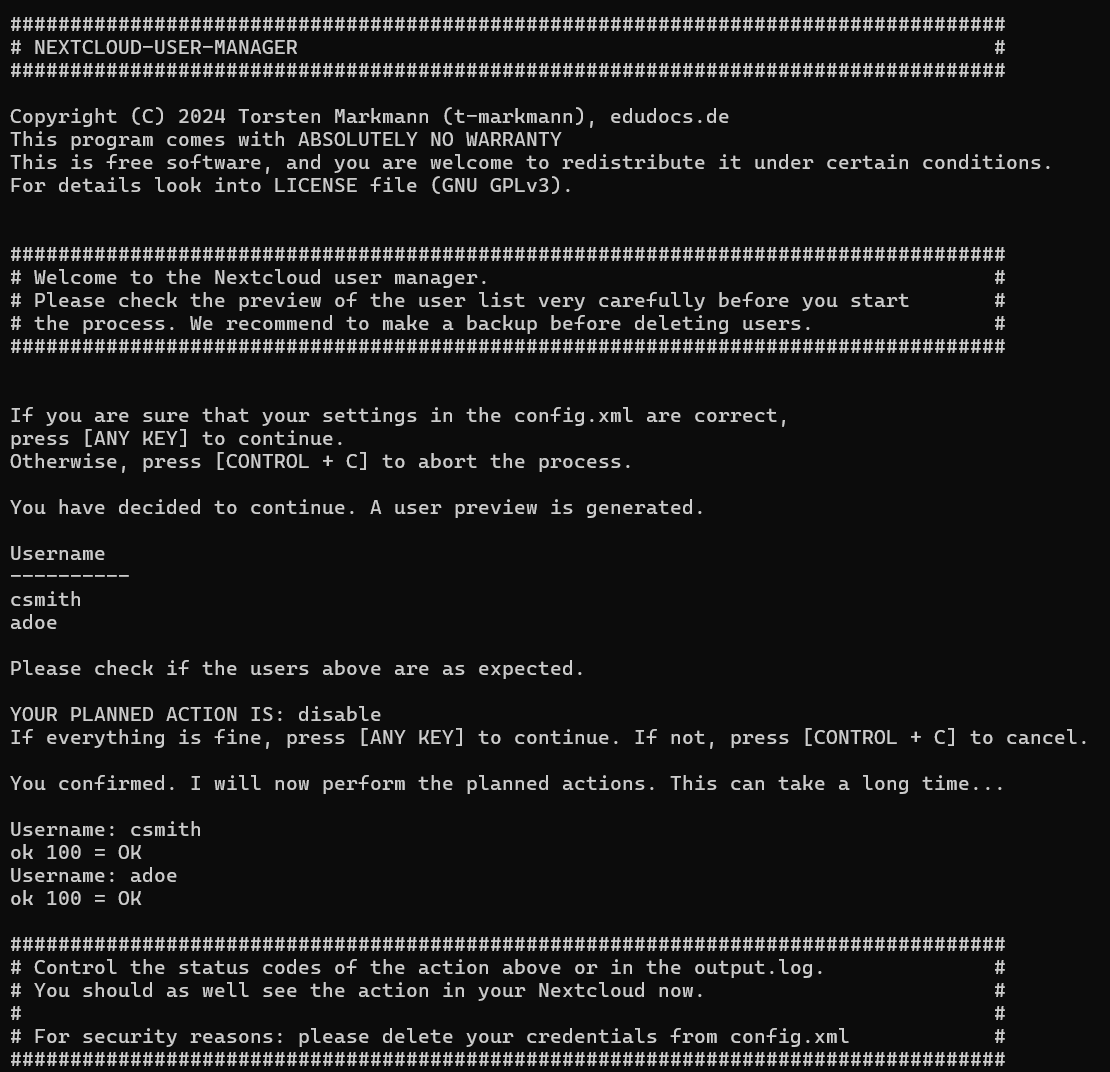 ###################################################################################
# NEXTCLOUD-USER-MANAGER                                                          #
###################################################################################
Copyright (C) 2024 Torsten Markmann (t-markmann), edudocs.de
This program comes with ABSOLUTELY NO WARRANTY
This is free software, and you are welcome to redistribute it under certain conditions.
For details look into LICENSE file (GNU GPLv3).
###################################################################################
# Welcome to the Nextcloud user manager.                                          #
# Please check the preview of the user list very carefully before you start       #
# the process. We recommend to make a backup before deleting users.               #
###################################################################################
If you are sure that your settings in the config.xml are correct,
press [ANY KEY] to continue.
Otherwise, press [CONTROL + C] to abort the process.
You have decided to continue. A user preview is generated.
Username
----------
csmith
adoe
Please check if the users above are as expected.
YOUR PLANNED ACTION IS: disable
If everything is fine, press [ANY KEY] to continue. If not, press [CONTROL + C] to cancel.
You confirmed. I will now perform the planned actions. This can take a long time...
Username: csmith
ok 100 = OK
Username: adoe
ok 100 = OK
###################################################################################
# Control the status codes of the action above or in the output.log.              #
# You should as well see the action in your Nextcloud now.                        #
#                                                                                 #
# For security reasons: please delete your credentials from config.xml            #
###################################################################################